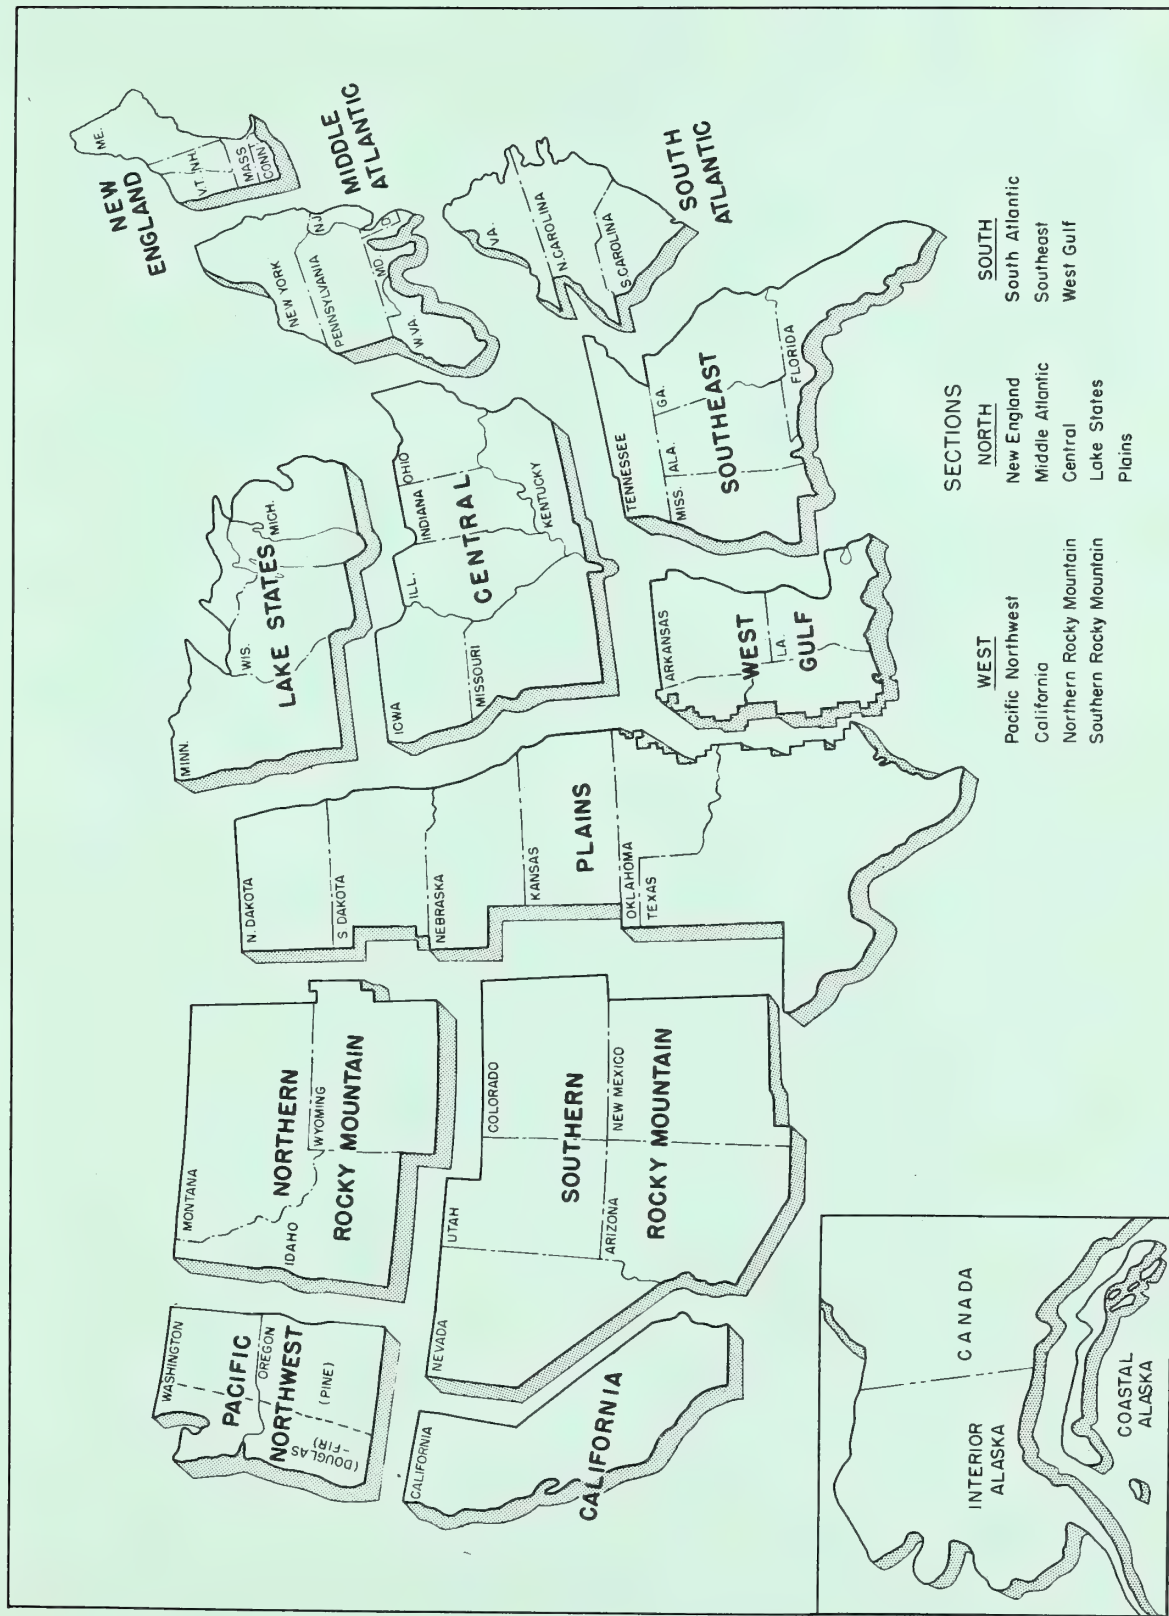 WASHINGTON
PACIFIC
OREGON
NORTHWEST
(DOUGLAS
-FIR)
(PINE)
MONTANA
NORTHERN
IDAHO
WYOMING
ROCKY MOUNTAIN
CALIFORNIA
CALIFORNIA
NEVADA
UTAH
COLORADO
SOUTHERN
ARIZONA
NEW MEXICO
ROCKY MOUNTAIN
N. DAKOTA
S DAKOTA
NEBRASKA
KANSAS
PLAINS
OKLAHOMA
TEXAS
MINN.
WIS.
LAKE STATES
MICH.
IOWA
ILL.
INDIANA
OHIO
CENTRAL
MISSOURI
KENTUCKY
ARKANSAS
WEST
LA.
GULF
TENNESSEE
MISS.
ALA.
GA.
SOUTHEAST
FLORIDA
NEW
ENGLAND
ME.
V.T.
N.H.
MASS
CONN
NEW YORK
PENNSYLVANIA
N.J.
MD.
D.
W.VA.
MIDDLE
ATLANTIC
VA.
N.CAROLINA
S.CAROLINA
SOUTH
ATLANTIC
INTERIOR
ALASKA
CANADA
COASTAL
ALASKA
SECTIONS
WEST
Pacific Northwest
California
Northern Rocky Mountain
Southern Rocky Mountain
NORTH
New England
Middle Atlantic
Central
Lake States
Plains
SOUTH
South Atlantic
Southeast
West Gulf